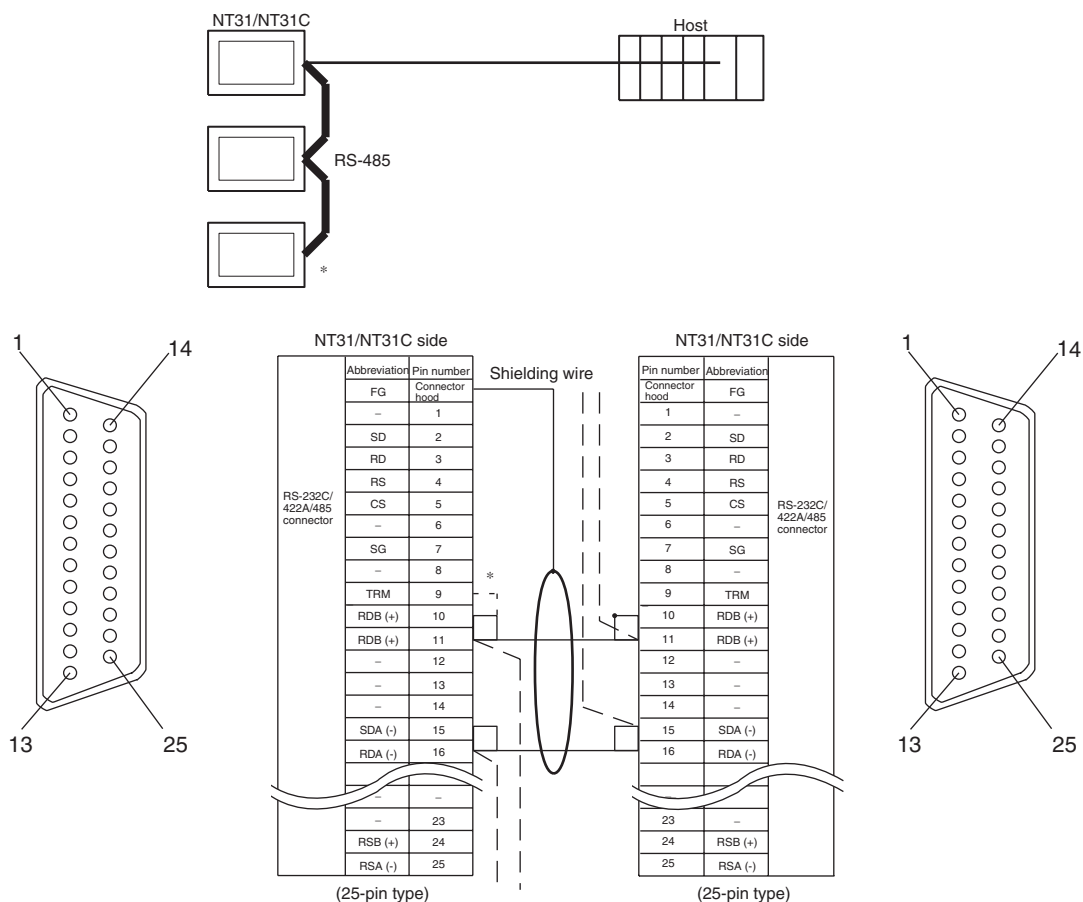 NT31/NT31C
Host
RS-485
*
NT31/NT31C side
NT31/NT31C side
1
14
13
25
Abbreviation Pin number
FG Connector hood
– 1
SD 2
RD 3
RS 4
CS 5
– 6
SG 7
– 8
TRM 9
RDB (+) 10
RDB (+) 11
– 12
– 13
– 14
SDA (-) 15
RDA (-) 16
– –
– 23
RSB (+) 24
RSA (-) 25
RS-232C/
422A/485
connector
(25-pin type)
Shielding wire
*
Pin number Abbreviation
Connector hood FG
1 –
2 SD
3 RD
4 RS
5 CS
6 –
7 SG
8 –
9 TRM
10 RDB (+)
11 RDB (+)
12 –
13 –
14 –
15 SDA (-)
16 RDA (-)
– –
23 –
24 RSB (+)
25 RSA (-)
RS-232C/
422A/485
connector
(25-pin type)
1
14
13
25